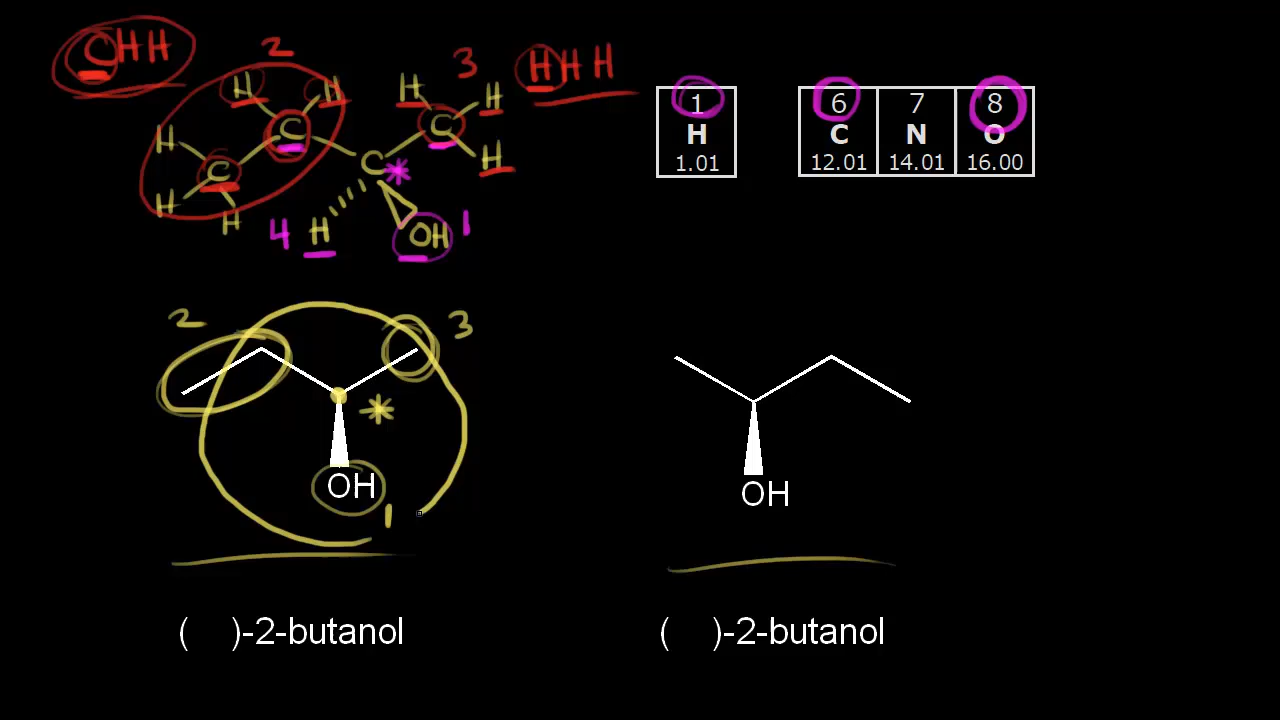 CHH
2
3
HHH
H H H H
C C H
H C C* H
H H
4 H OH 1
1 6 7 8
H C N O
1.01 12.01 14.01 16.00
2 3
*
OH 1
OH
( )-2-butanol ( )-2-butanol